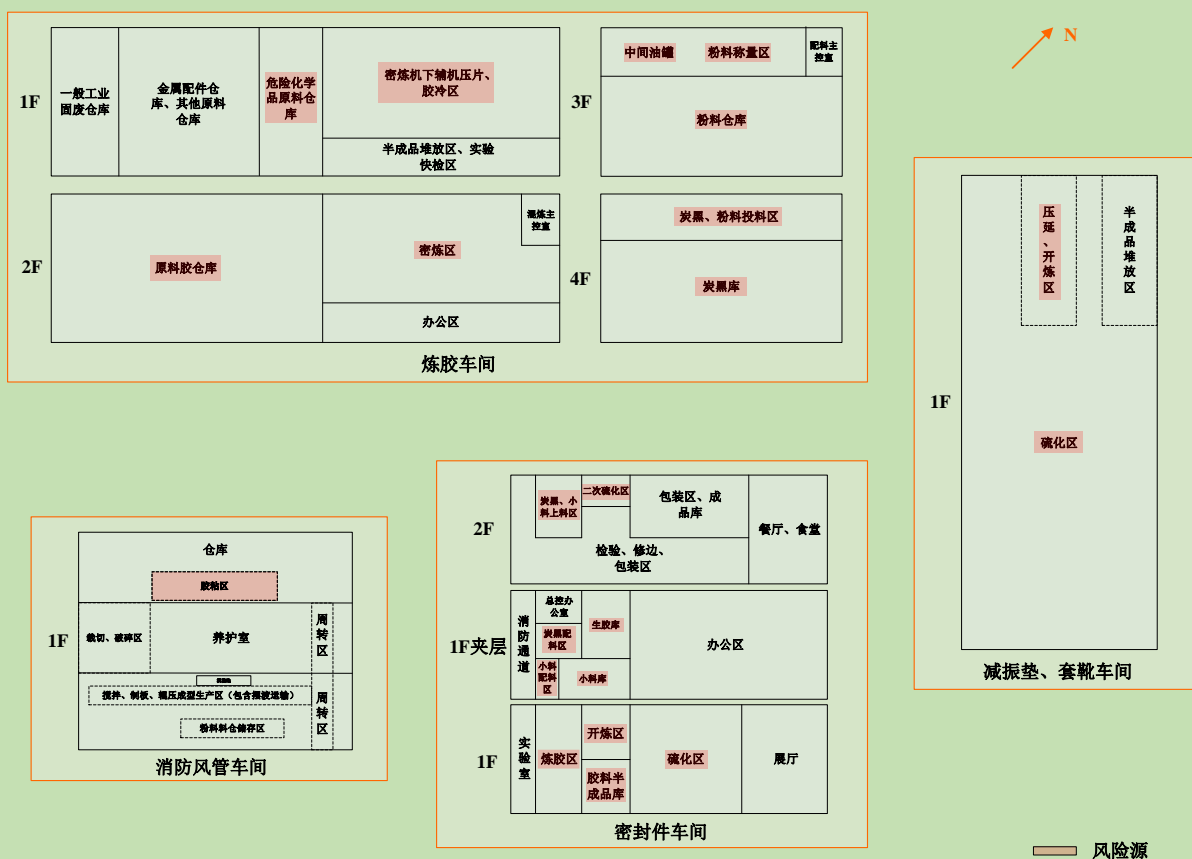 1F
一般工业
固废仓库
金属配件仓
库、其他原料
仓库
危险化学
品原料仓
库
密炼机下辅机压片、
胶冷区
半成品堆放区、实验
快检区
2F
原料胶仓库
密炼区
混炼主
控室
办公区
3F
中间油罐
粉料称量区
配料主
控室
粉料仓库
4F
炭黑、粉料投料区
炭黑库
炼胶车间
N
1F
压延、开炼区
半成品堆放区
硫化区
减振垫、套靴车间
1F
仓库
胶粘区
裁切、破碎区
养护室
周转区
搅拌、制板、辊压成型生产区（包含摆渡运输）
粉料料仓储存区
周转区
消防风管车间
2F
炭黑、小
料上料区
二次硫化区
包装区、成
品库
检验、修边、
包装区
餐厅、食堂
1F夹层
消防通道
总控办
公室
炭黑配
料区
生胶库
小料
配料
区
小料库
办公区
1F
实验室
炼胶区
开炼区
胶料半
成品库
硫化区
展厅
密封件车间
风险源